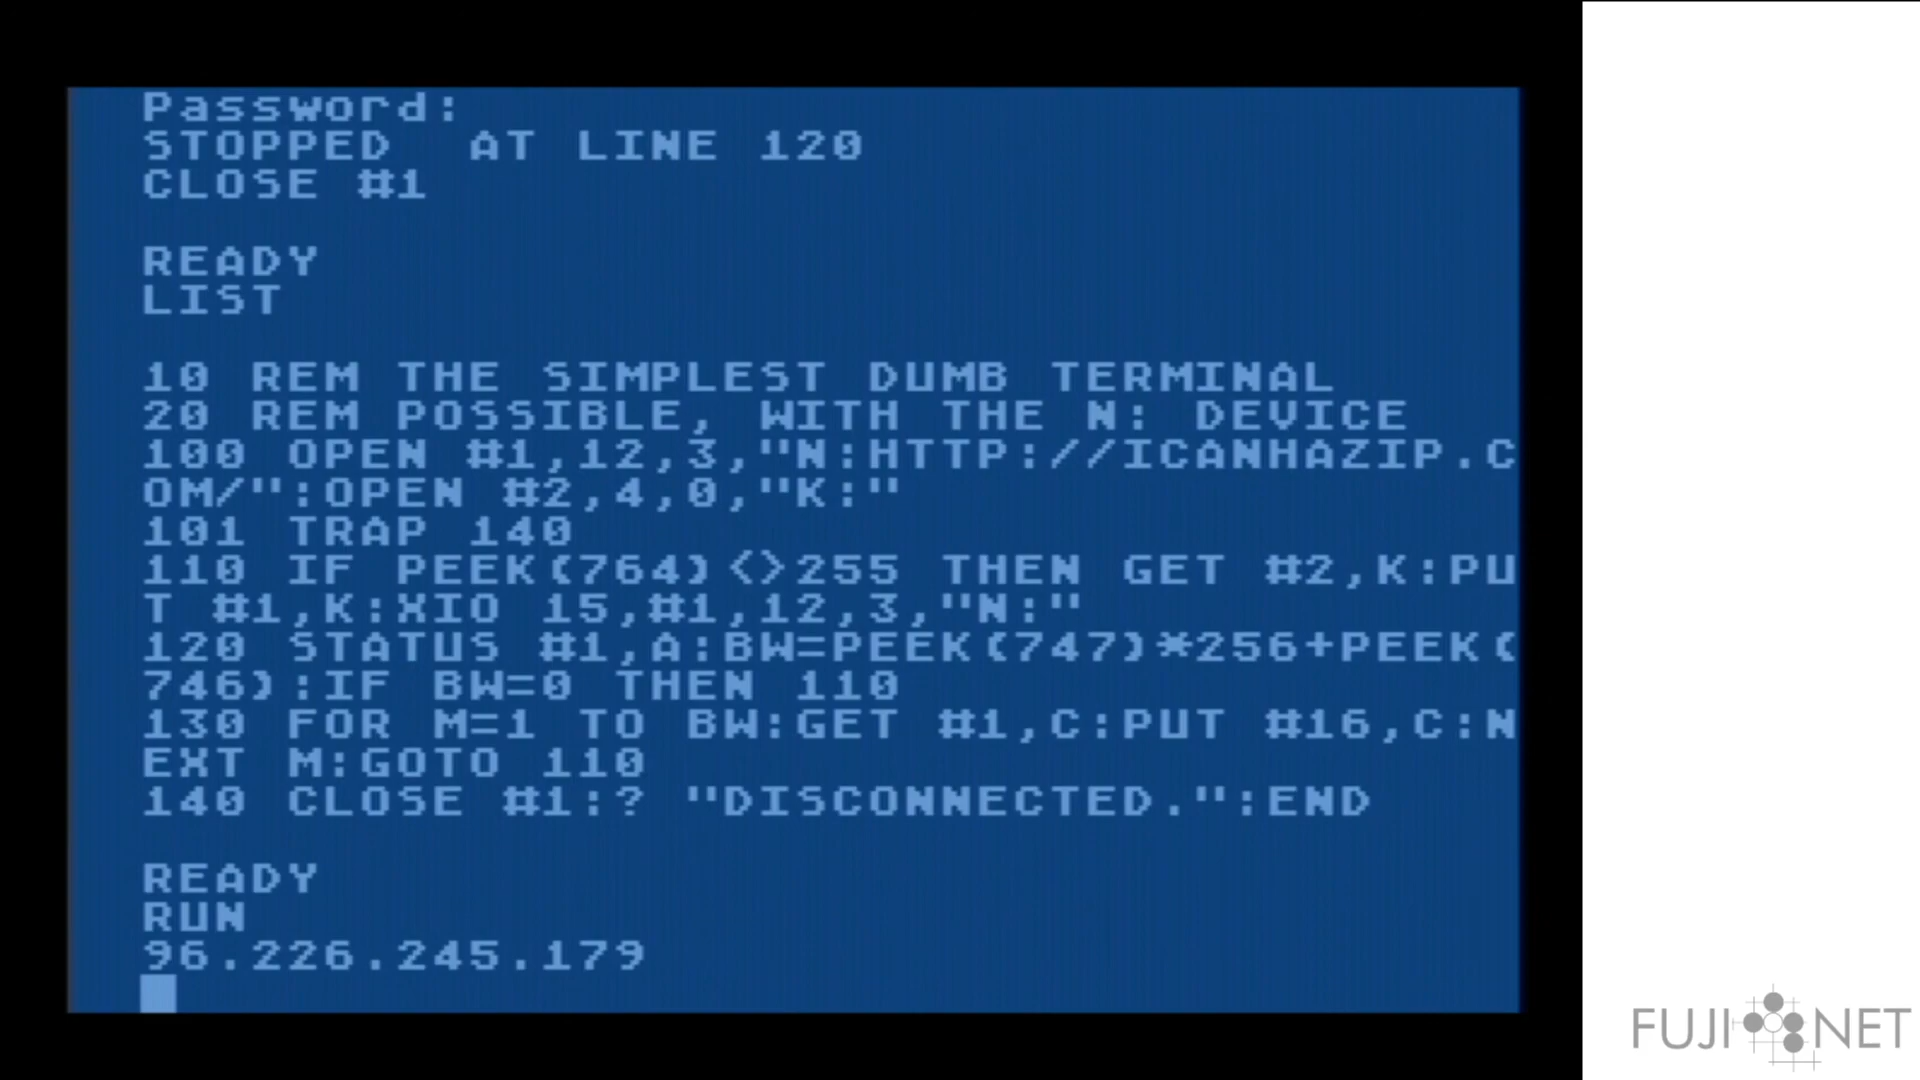 Password:
STOPPED  AT LINE 120
CLOSE #1
READY
LIST
10 REM THE SIMPLEST DUMB TERMINAL
20 REM POSSIBLE, WITH THE N: DEVICE
100 OPEN #1,12,3,"N:HTTP://ICANHAZIP.C
OM/":OPEN #2,4,0,"K:"
101 TRAP 140
110 IF PEEK(764)<>255 THEN GET #2,K:PU
T #1,K:XIO 15,#1,12,3,"N:"
120 STATUS #1,A:BW=PEEK(747)*256+PEEK(
746):IF BW=0 THEN 110
130 FOR M=1 TO BW:GET #1,C:PUT #16,C:N
EXT M:GOTO 110
140 CLOSE #1:? "DISCONNECTED.":END
READY
RUN
96.226.245.179
FUJI NET